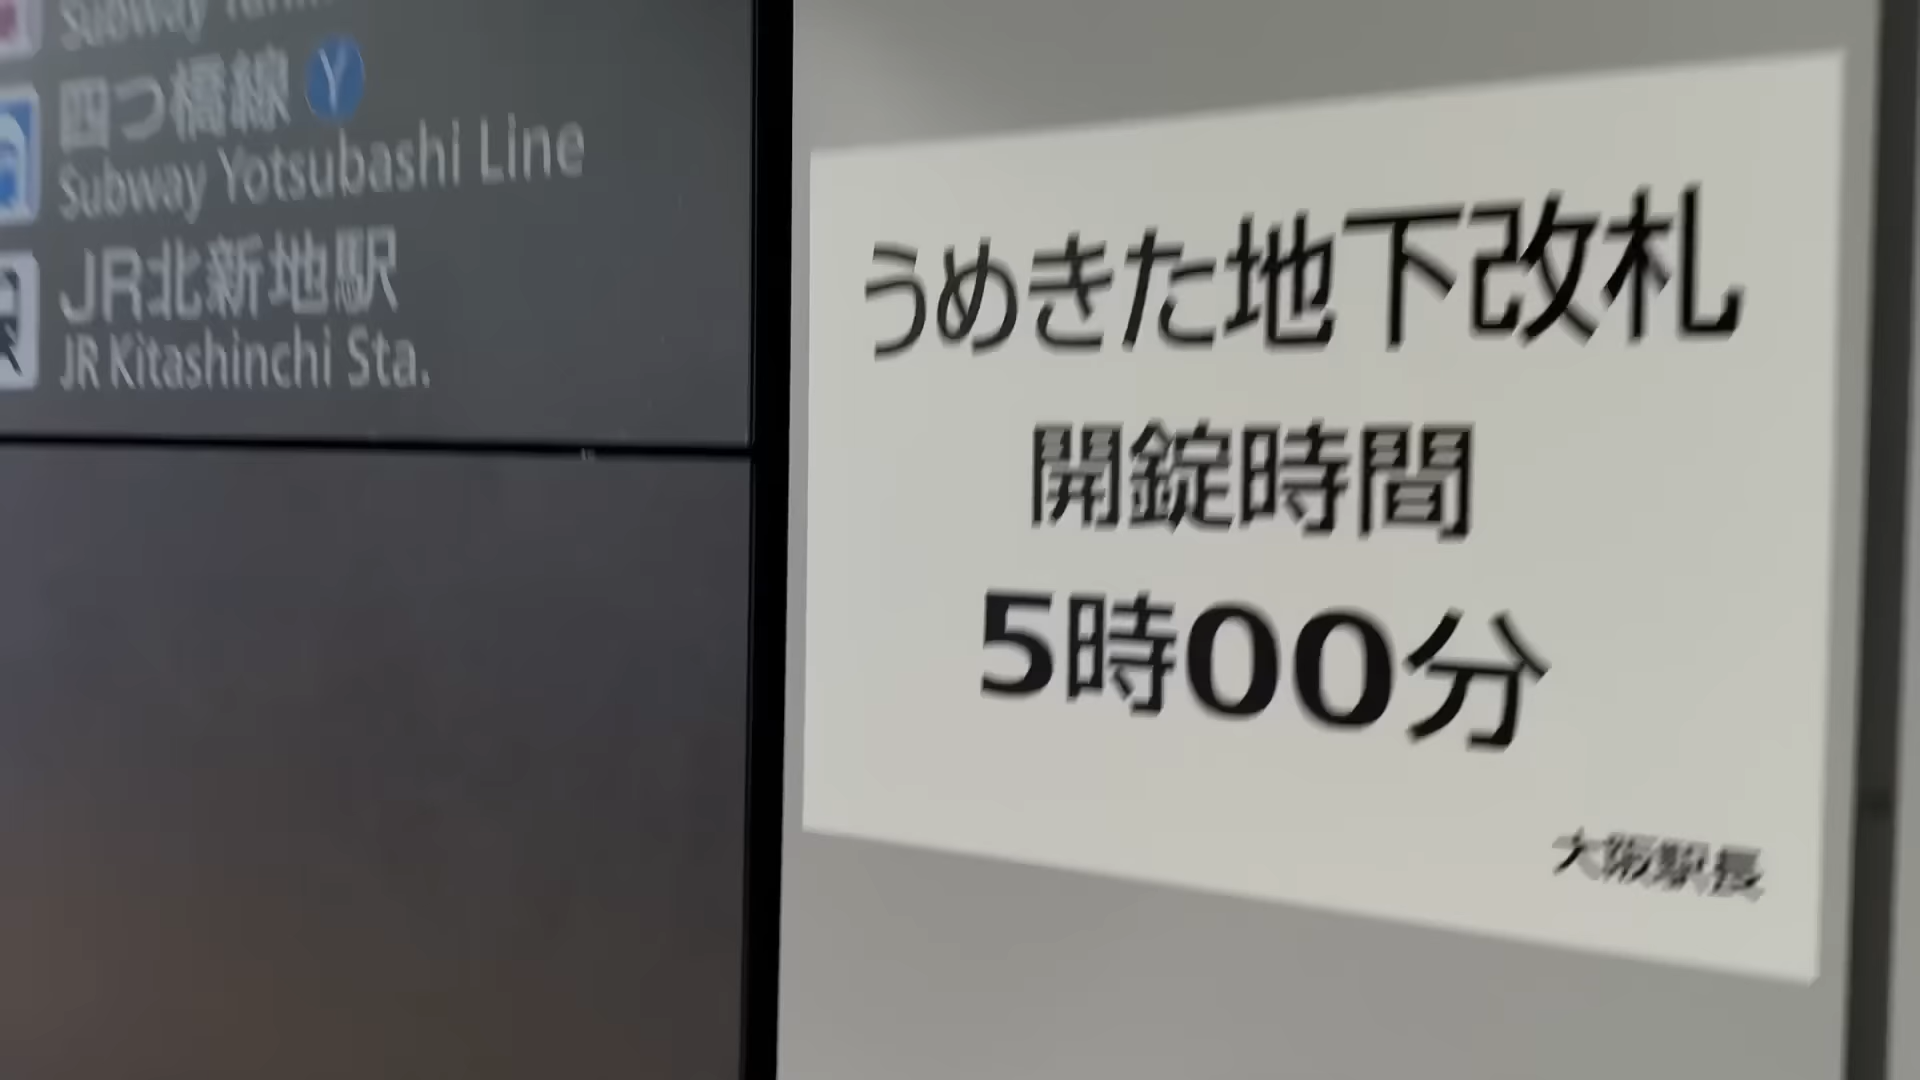 Subway
四つ橋線 Y
Subway Yotsubashi Line
JR北新地駅
JR Kitashinchi Sta.
うめきた地下改札
開錠時間
5時00分
大阪駅長